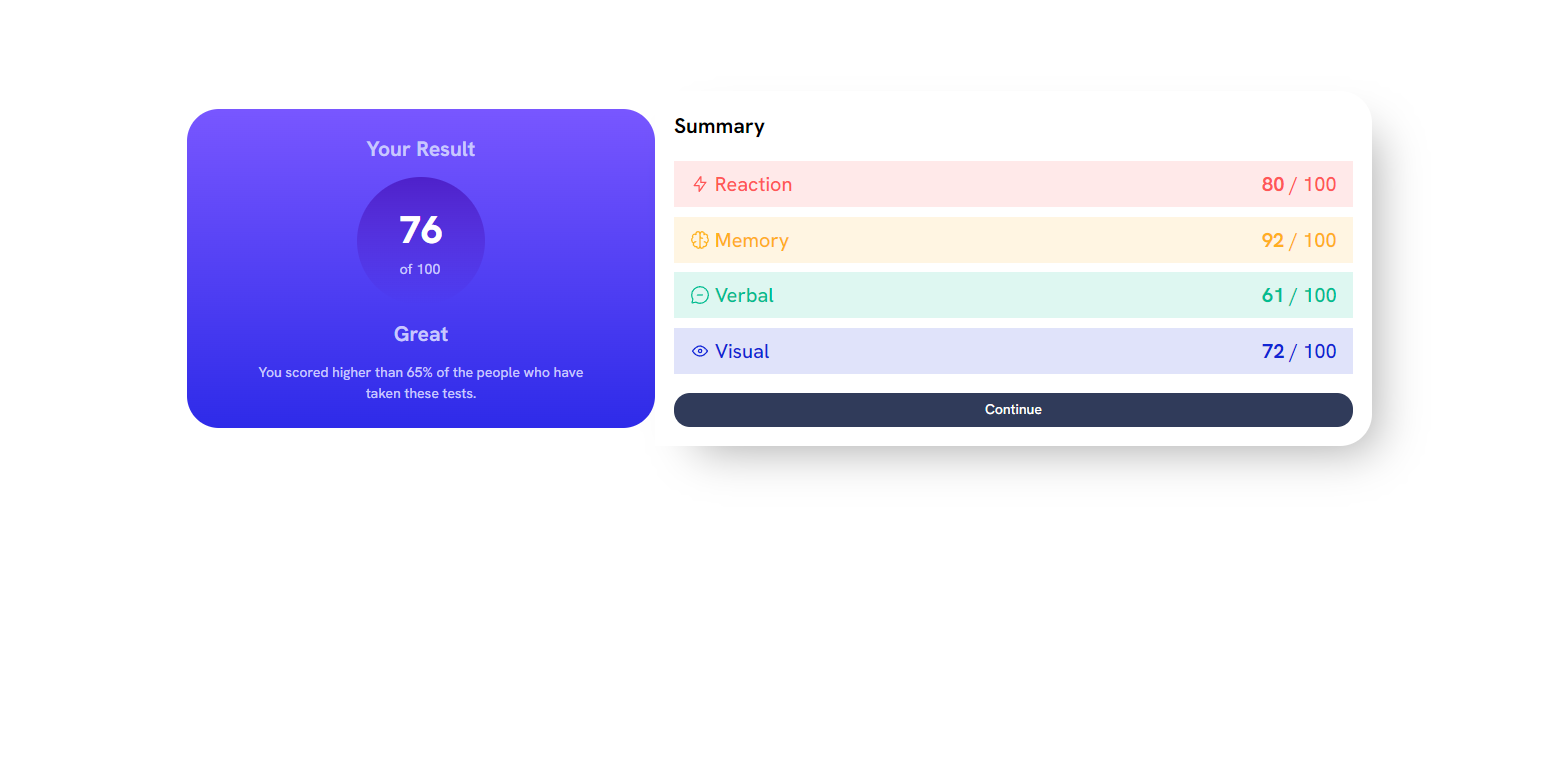 Your Result
76
of 100
Great
You scored higher than 65% of the people who have
taken these tests.
Summary
Reaction 80 / 100
Memory 92 / 100
Verbal 61 / 100
Visual 72 / 100
Continue